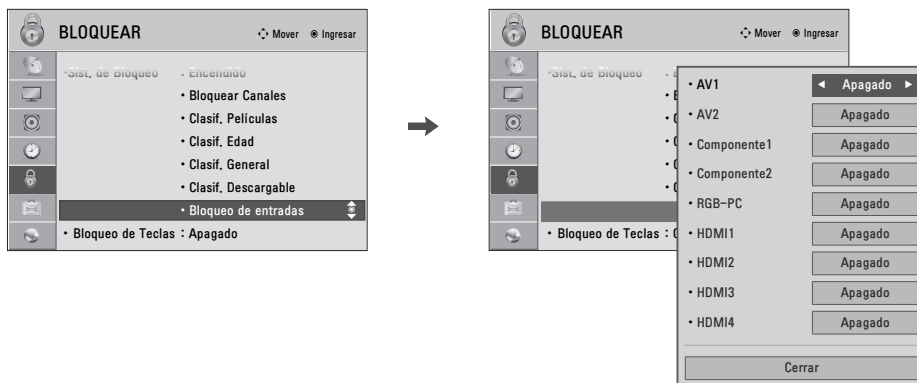 BLOQUEAR
Mover Ingresar
•Sist. de Bloqueo : Encendido
• Bloquear Canales
• Clasif. Películas
• Clasif. Edad
• Clasif. General
• Clasif. Descargable
• Bloqueo de entradas
• Bloqueo de Teclas : Apagado
BLOQUEAR
Mover Ingresar
•Sist. de Bloqueo :
• Bloqueo de Teclas :
• AV1 ◄ Apagado ►
• AV2 Apagado
• Componente1 Apagado
• Componente2 Apagado
• RGB-PC Apagado
• HDMI1 Apagado
• HDMI2 Apagado
• HDMI3 Apagado
• HDMI4 Apagado
Cerrar